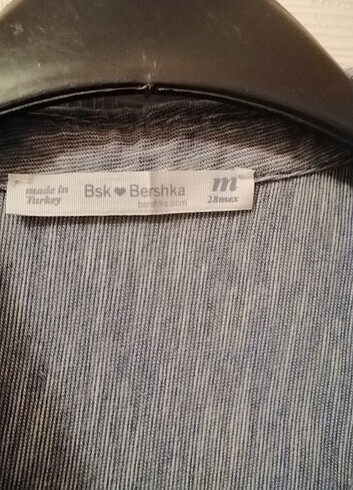 made in
Turkey
Bsk ♥ Bershka
bershka.com
m
28mex